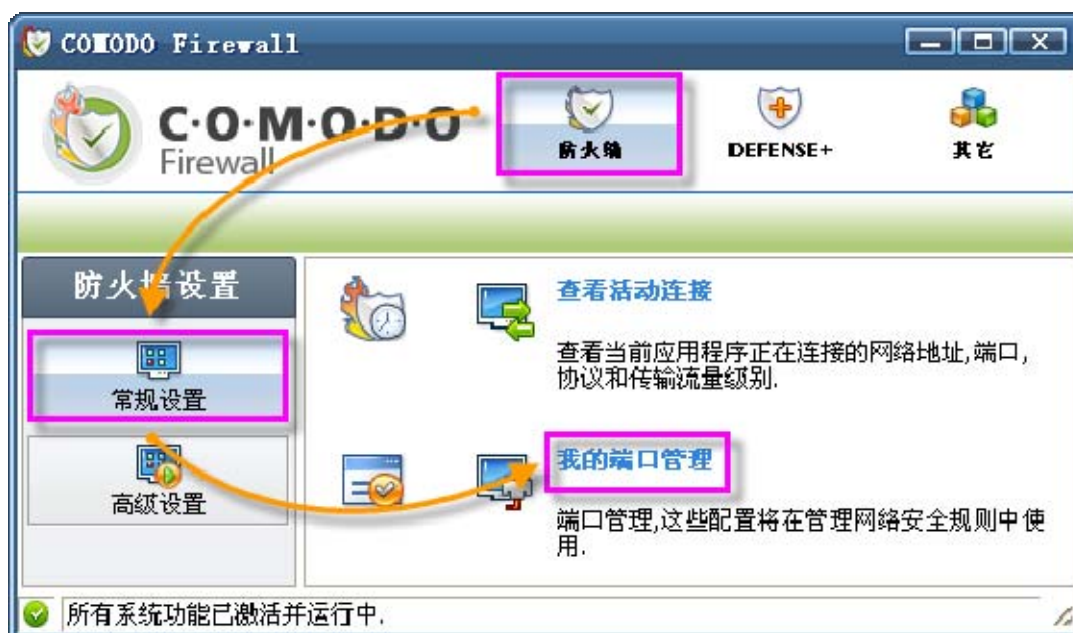 COMODO Firewall
C·O·M·O·D·O
Firewall
防火墙
DEFENSE+
其它
防火墙设置
常规设置
高级设置
查看活动连接
查看当前应用程序正在连接的网络地址,端口,
协议和传输流量级别.
我的端口管理
端口管理,这些配置将在管理网络安全规则中使
用.
所有系统功能已激活并运行中.